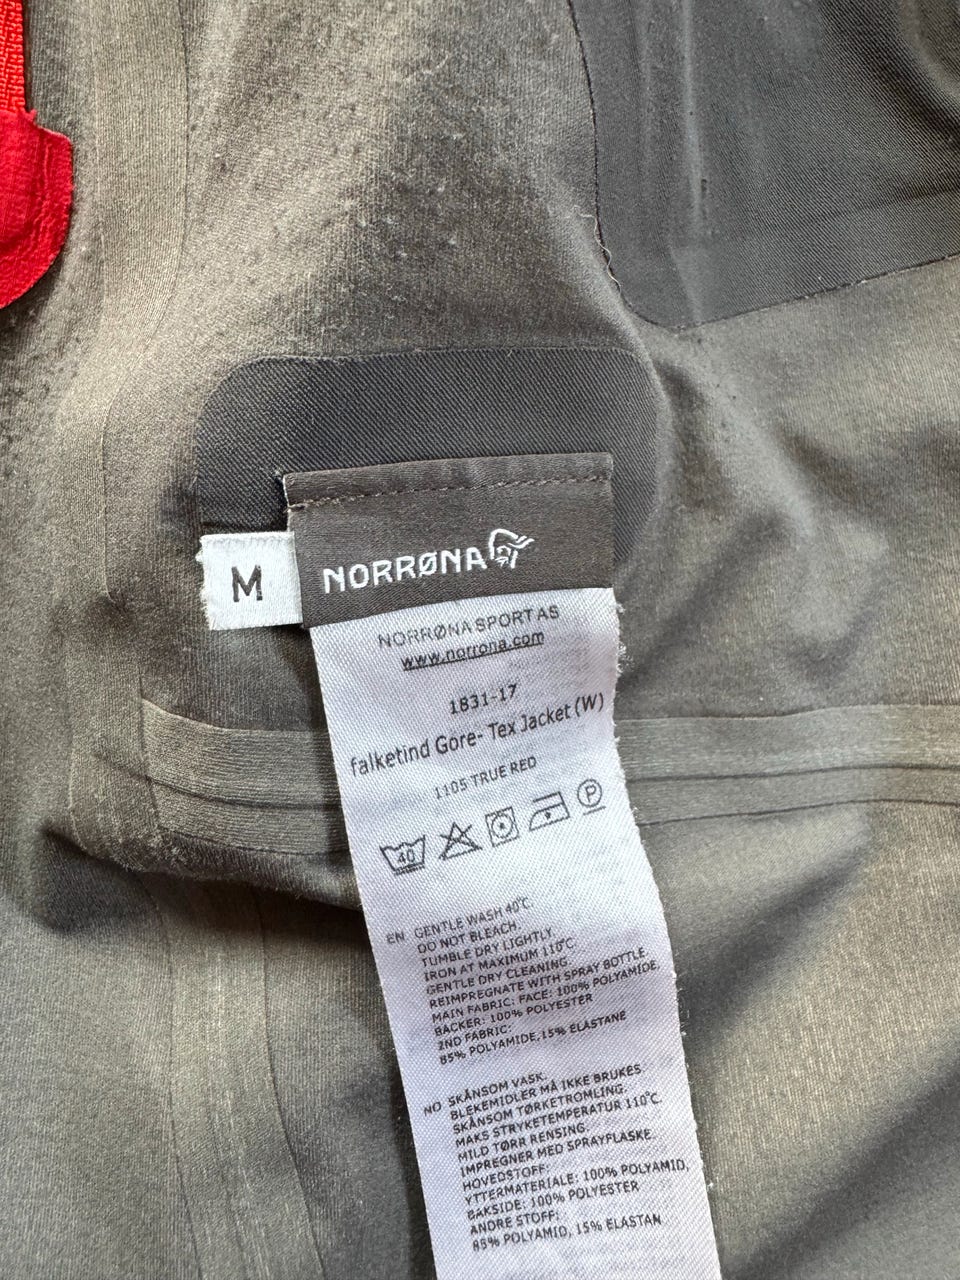 M
NORRØNA
NORRØNA SPORT AS
www.norrona.com
1831-17
falketind Gore- Tex Jacket (W)
1105 TRUE RED
40
P
EN GENTLE WASH 40°C.
DO NOT BLEACH.
TUMBLE DRY LIGHTLY.
IRON AT MAXIMUM 110°C.
GENTLE DRY CLEANING.
REIMPREGNATE WITH SPRAY BOTTLE.
MAIN FABRIC: FACE: 100% POLYAMIDE,
BACKER: 100% POLYESTER
2ND FABRIC:
85% POLYAMIDE, 15% ELASTANE
NO SKÅNSOM VASK.
BLEKEMIDLER MÅ IKKE BRUKES.
SKÅNSOM TØRKETROMLING.
MAKS STRYKETEMPERATUR 110°C.
MILD TØRR RENSING.
IMPREGNER MED SPRAYFLASKE.
HOVEDSTOFF:
YTTERMATERIALE: 100% POLYAMID,
BAKSIDE: 100% POLYESTER
ANDRE STOFF:
85% POLYAMID, 15% ELASTAN